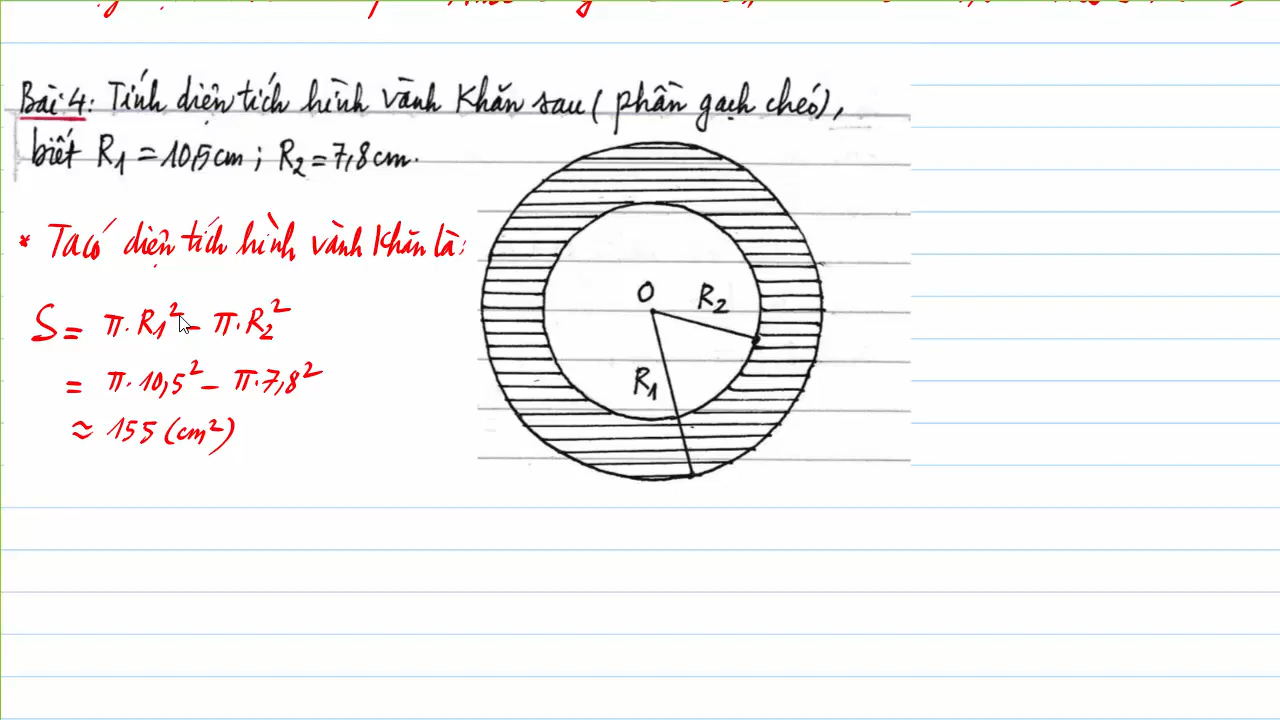 Bài 4: Tính diện tích hình vành khăn sau (phần gạch chéo),
biết R₁ = 10,5cm ; R₂ = 7,8cm.
* Ta có diện tích hình vành khăn là:
S = π. R₁² - π. R₂²
= π. 10,5² - π. 7,8²
≈ 155 (cm²)
O
R₂
R₁